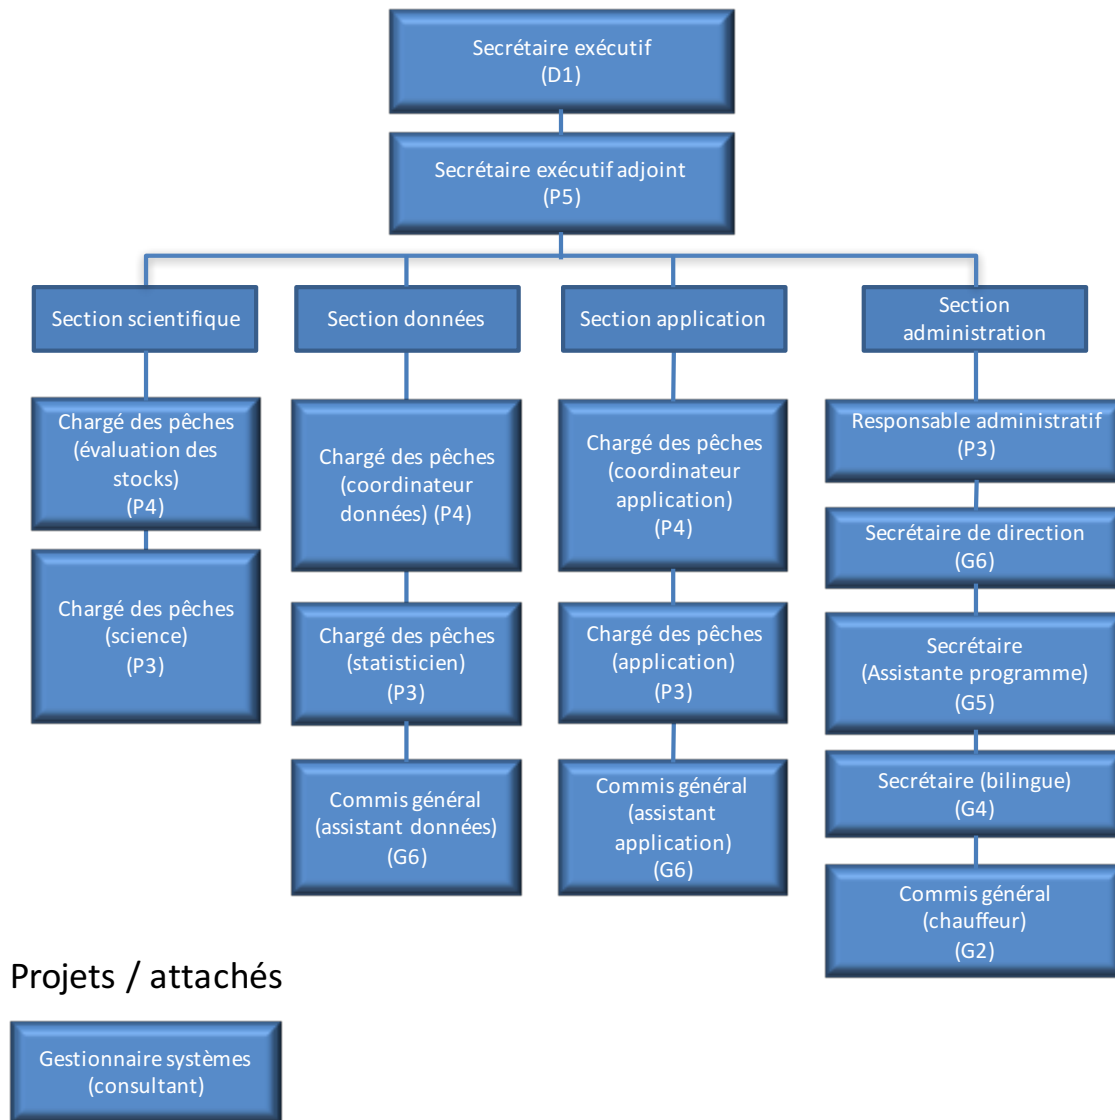 Secrétaire exécutif
(D1)
Secrétaire exécutif adjoint
(P5)
Section scientifique
Section données
Section application
Section
administration
Chargé des pêches
(évaluation des
stocks)
(P4)
Chargé des pêches
(science)
(P3)
Chargé des pêches
(coordinateur
données) (P4)
Chargé des pêches
(statisticien)
(P3)
Commis général
(assistant données)
(G6)
Chargé des pêches
(coordinateur
application)
(P4)
Chargé des pêches
(application)
(P3)
Commis général
(assistant
application)
(G6)
Responsable administratif
(P3)
Secrétaire de direction
(G6)
Secrétaire
(Assistante programme)
(G5)
Secrétaire (bilingue)
(G4)
Commis général
(chauffeur)
(G2)
Projets / attachés
Gestionnaire systèmes
(consultant)